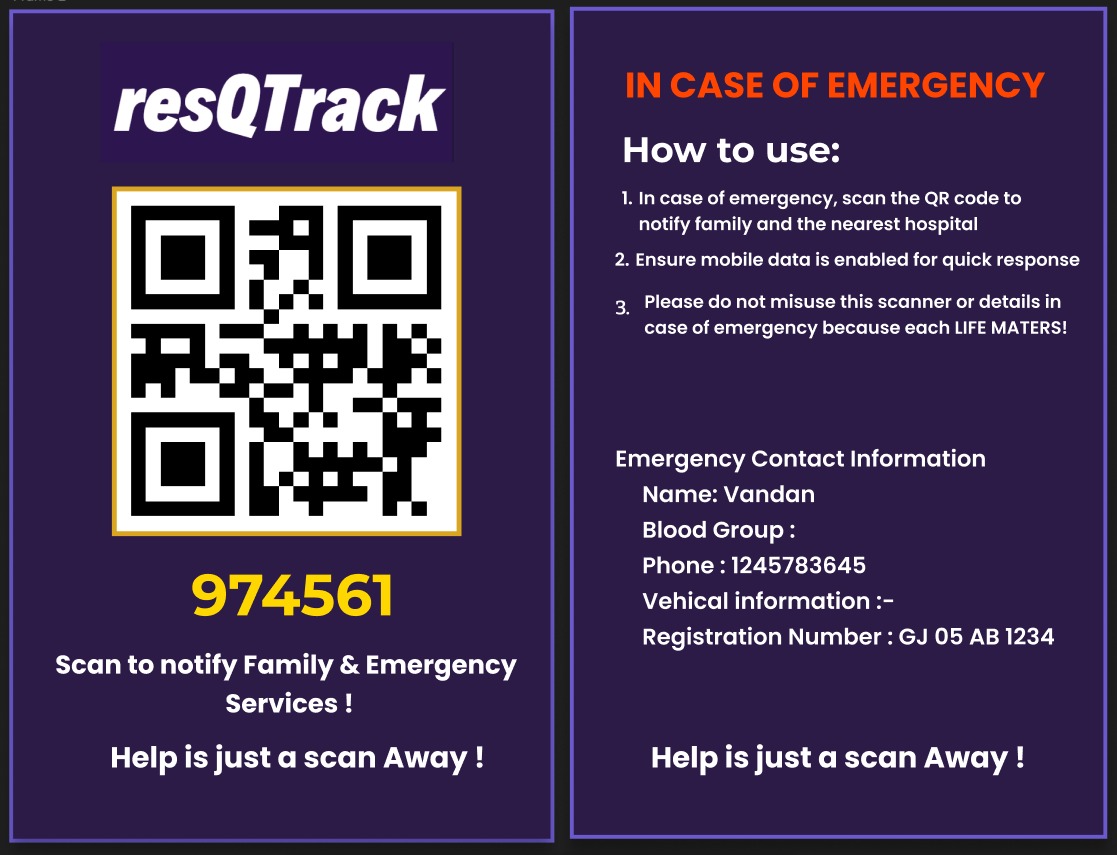 resQTrack
974561
Scan to notify Family & Emergency
Services !
Help is just a scan Away !
IN CASE OF EMERGENCY
How to use:
1. In case of emergency, scan the QR code to
notify family and the nearest hospital
2. Ensure mobile data is enabled for quick response
3. Please do not misuse this scanner or details in
case of emergency because each LIFE MATERS!
Emergency Contact Information
Name: Vandan
Blood Group :
Phone : 1245783645
Vehical information :-
Registration Number : GJ 05 AB 1234
Help is just a scan Away !